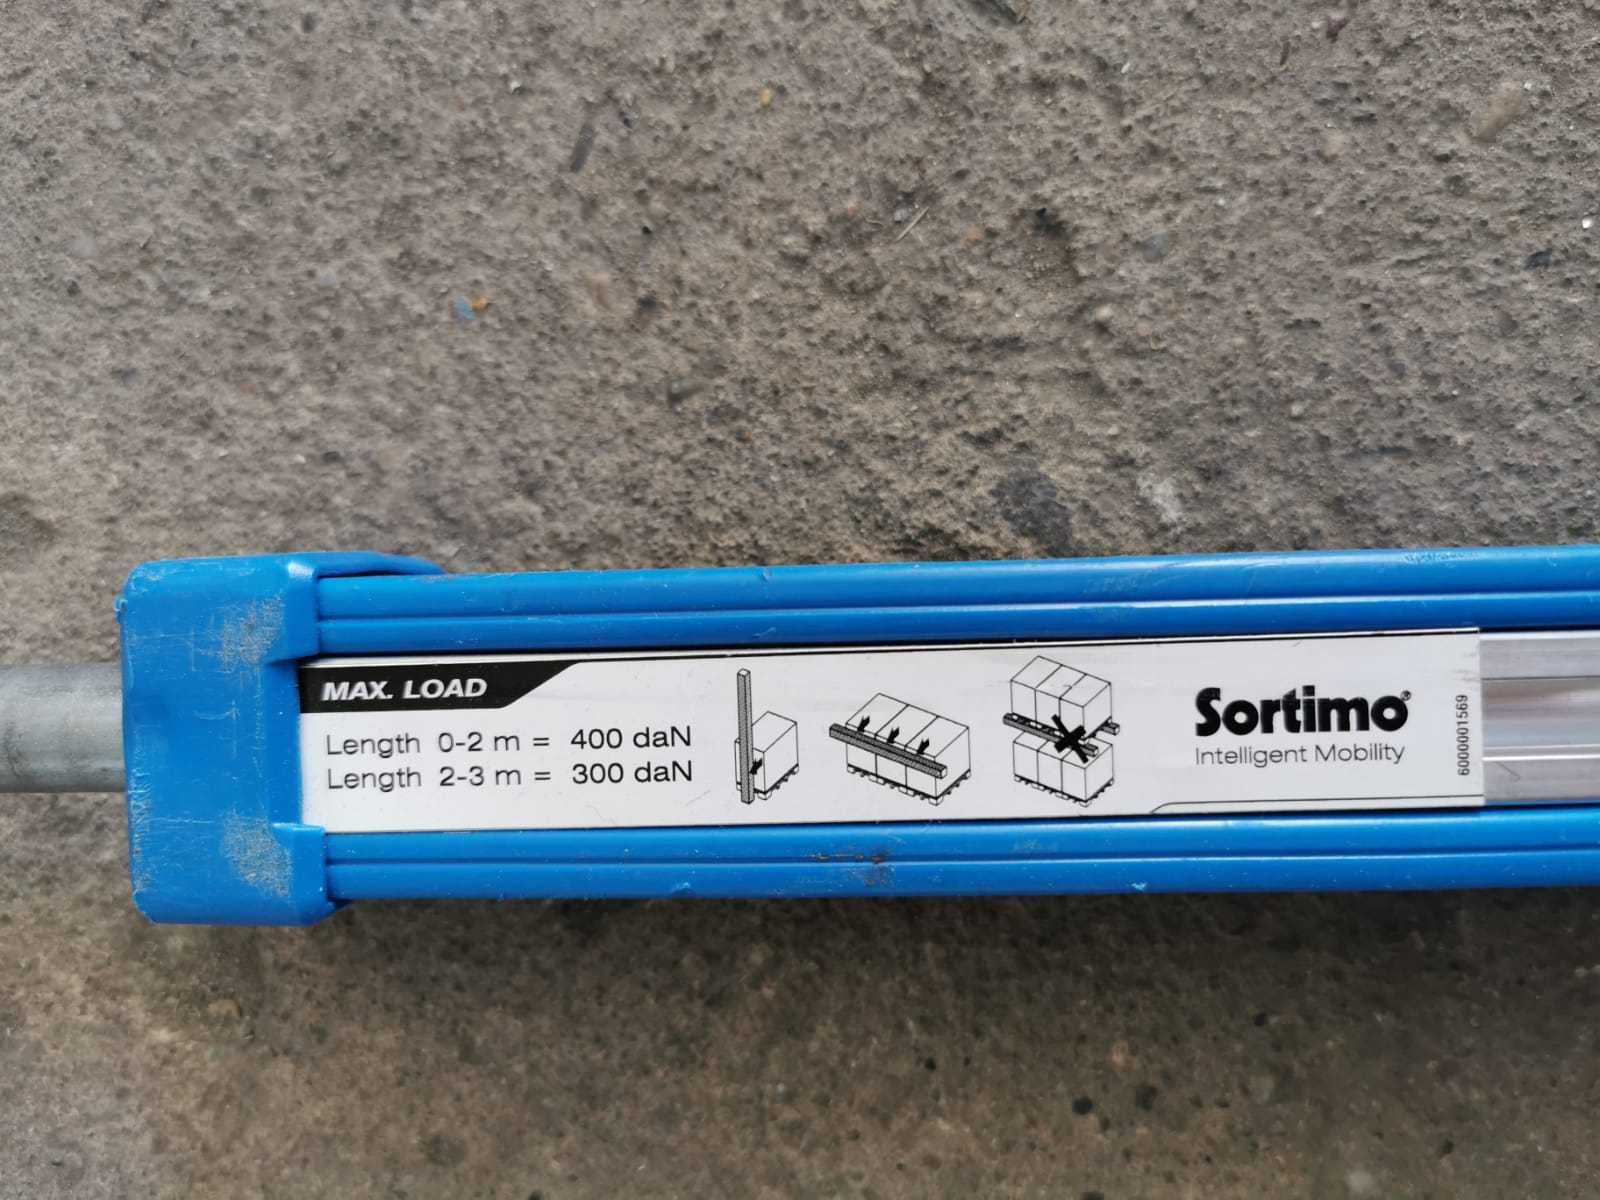 MAX. LOAD
Length 0-2 m = 400 daN
Length 2-3 m = 300 daN
Sortimo®
Intelligent Mobility
6000001569